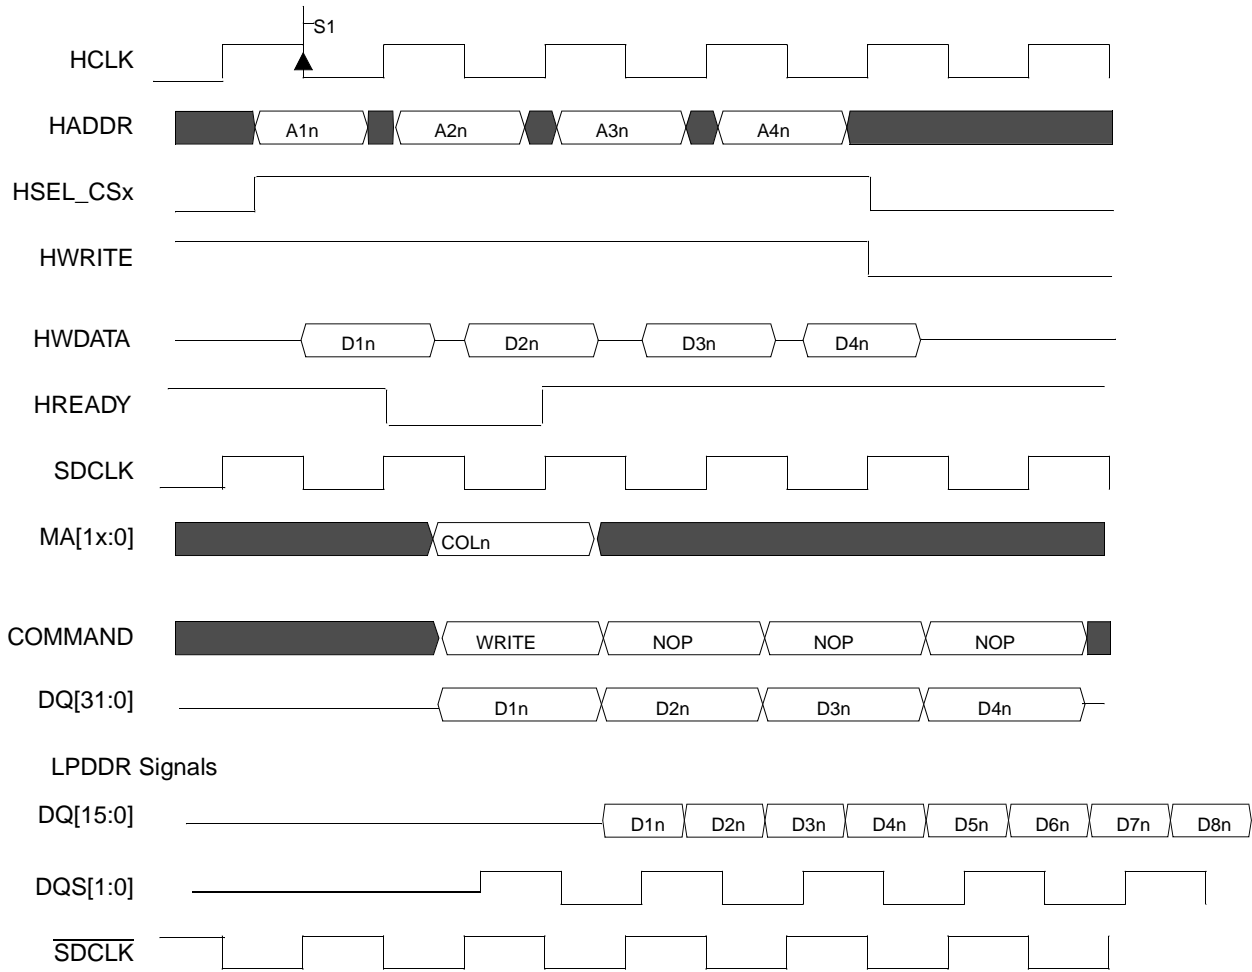 S1
HCLK
HADDR A1n A2n A3n A4n
HSEL_CSx
HWRITE
HWDATA D1n D2n D3n D4n
HREADY
SDCLK
MA[1x:0] COLn
COMMAND WRITE NOP NOP NOP
DQ[31:0] D1n D2n D3n D4n
LPDDR Signals
DQ[15:0] D1n D2n D3n D4n D5n D6n D7n D8n
DQS[1:0]
SDCLK